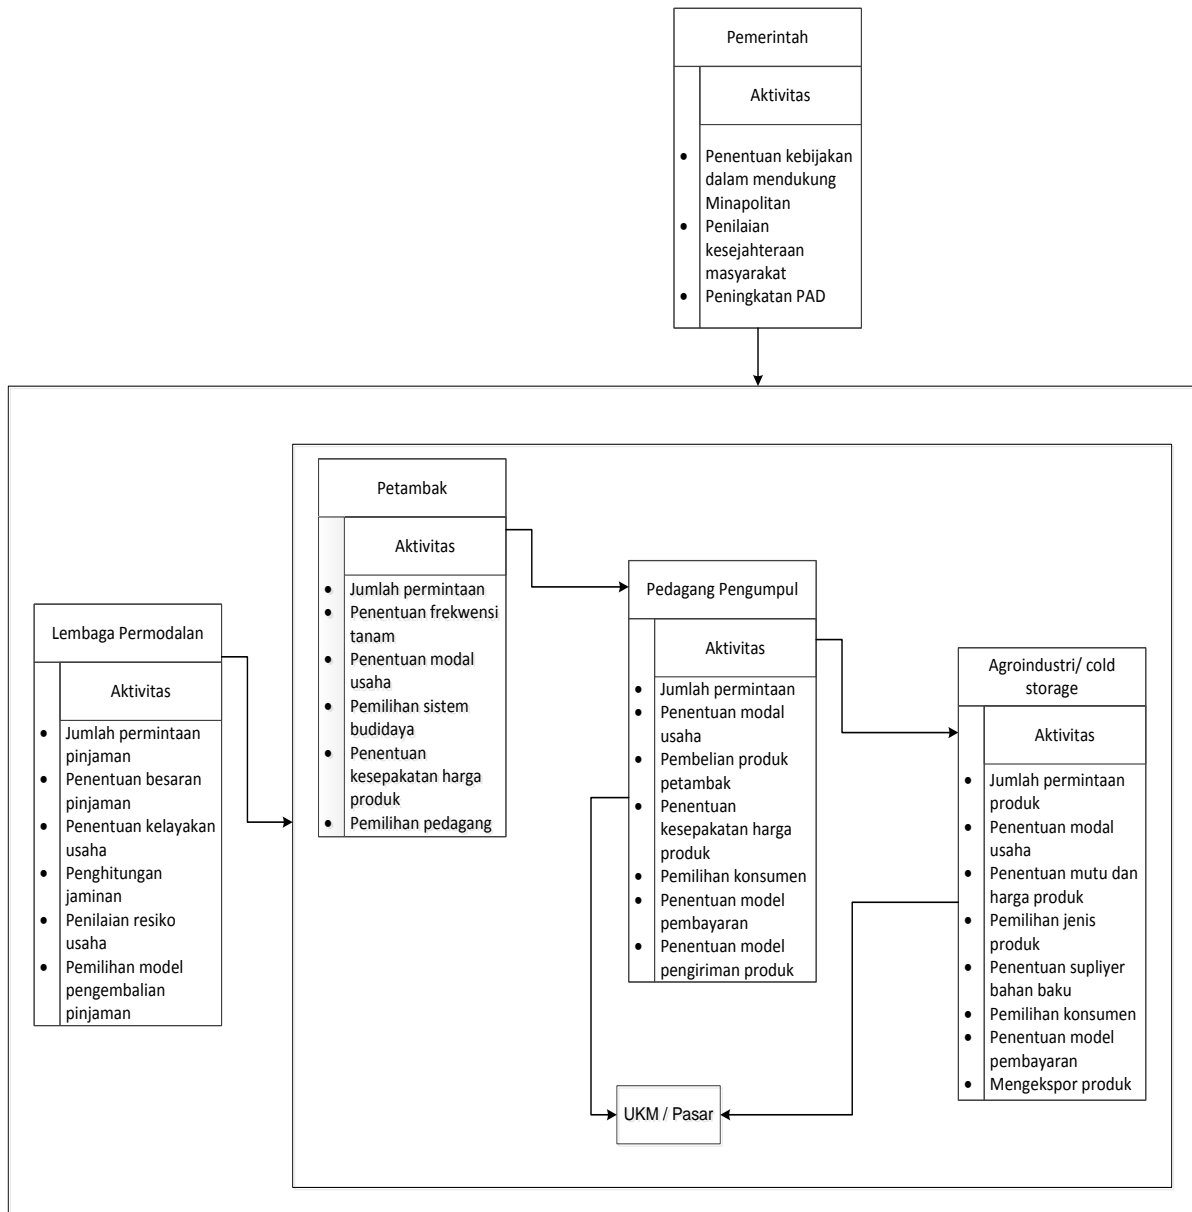 Pemerintah
Aktivitas
• Penentuan kebijakan
dalam mendukung
Minapolitan
• Penilaian
kesejahteraan
masyarakat
• Peningkatan PAD
Petambak
Aktivitas
• Jumlah permintaan
• Penentuan frekwensi
tanam
• Penentuan modal
usaha
• Pemilihan sistem
budidaya
• Penentuan
kesepakatan harga
produk
• Pemilihan pedagang
Lembaga Permodalan
Aktivitas
• Jumlah permintaan
pinjaman
• Penentuan besaran
pinjaman
• Penentuan kelayakan
usaha
• Penghitungan
jaminan
• Penilaian resiko
usaha
• Pemilihan model
pengembalian
pinjaman
Pedagang Pengumpul
Aktivitas
• Jumlah permintaan
• Penentuan modal
usaha
• Pembelian produk
petambak
• Penentuan
kesepakatan harga
produk
• Pemilihan konsumen
• Penentuan model
pembayaran
• Penentuan model
pengiriman produk
Agroindustri/ cold
storage
Aktivitas
• Jumlah permintaan
produk
• Penentuan modal
usaha
• Penentuan mutu dan
harga produk
• Pemilihan jenis
produk
• Penentuan supliyer
bahan baku
• Pemilihan konsumen
• Penentuan model
pembayaran
• Mengekspor produk
UKM / Pasar